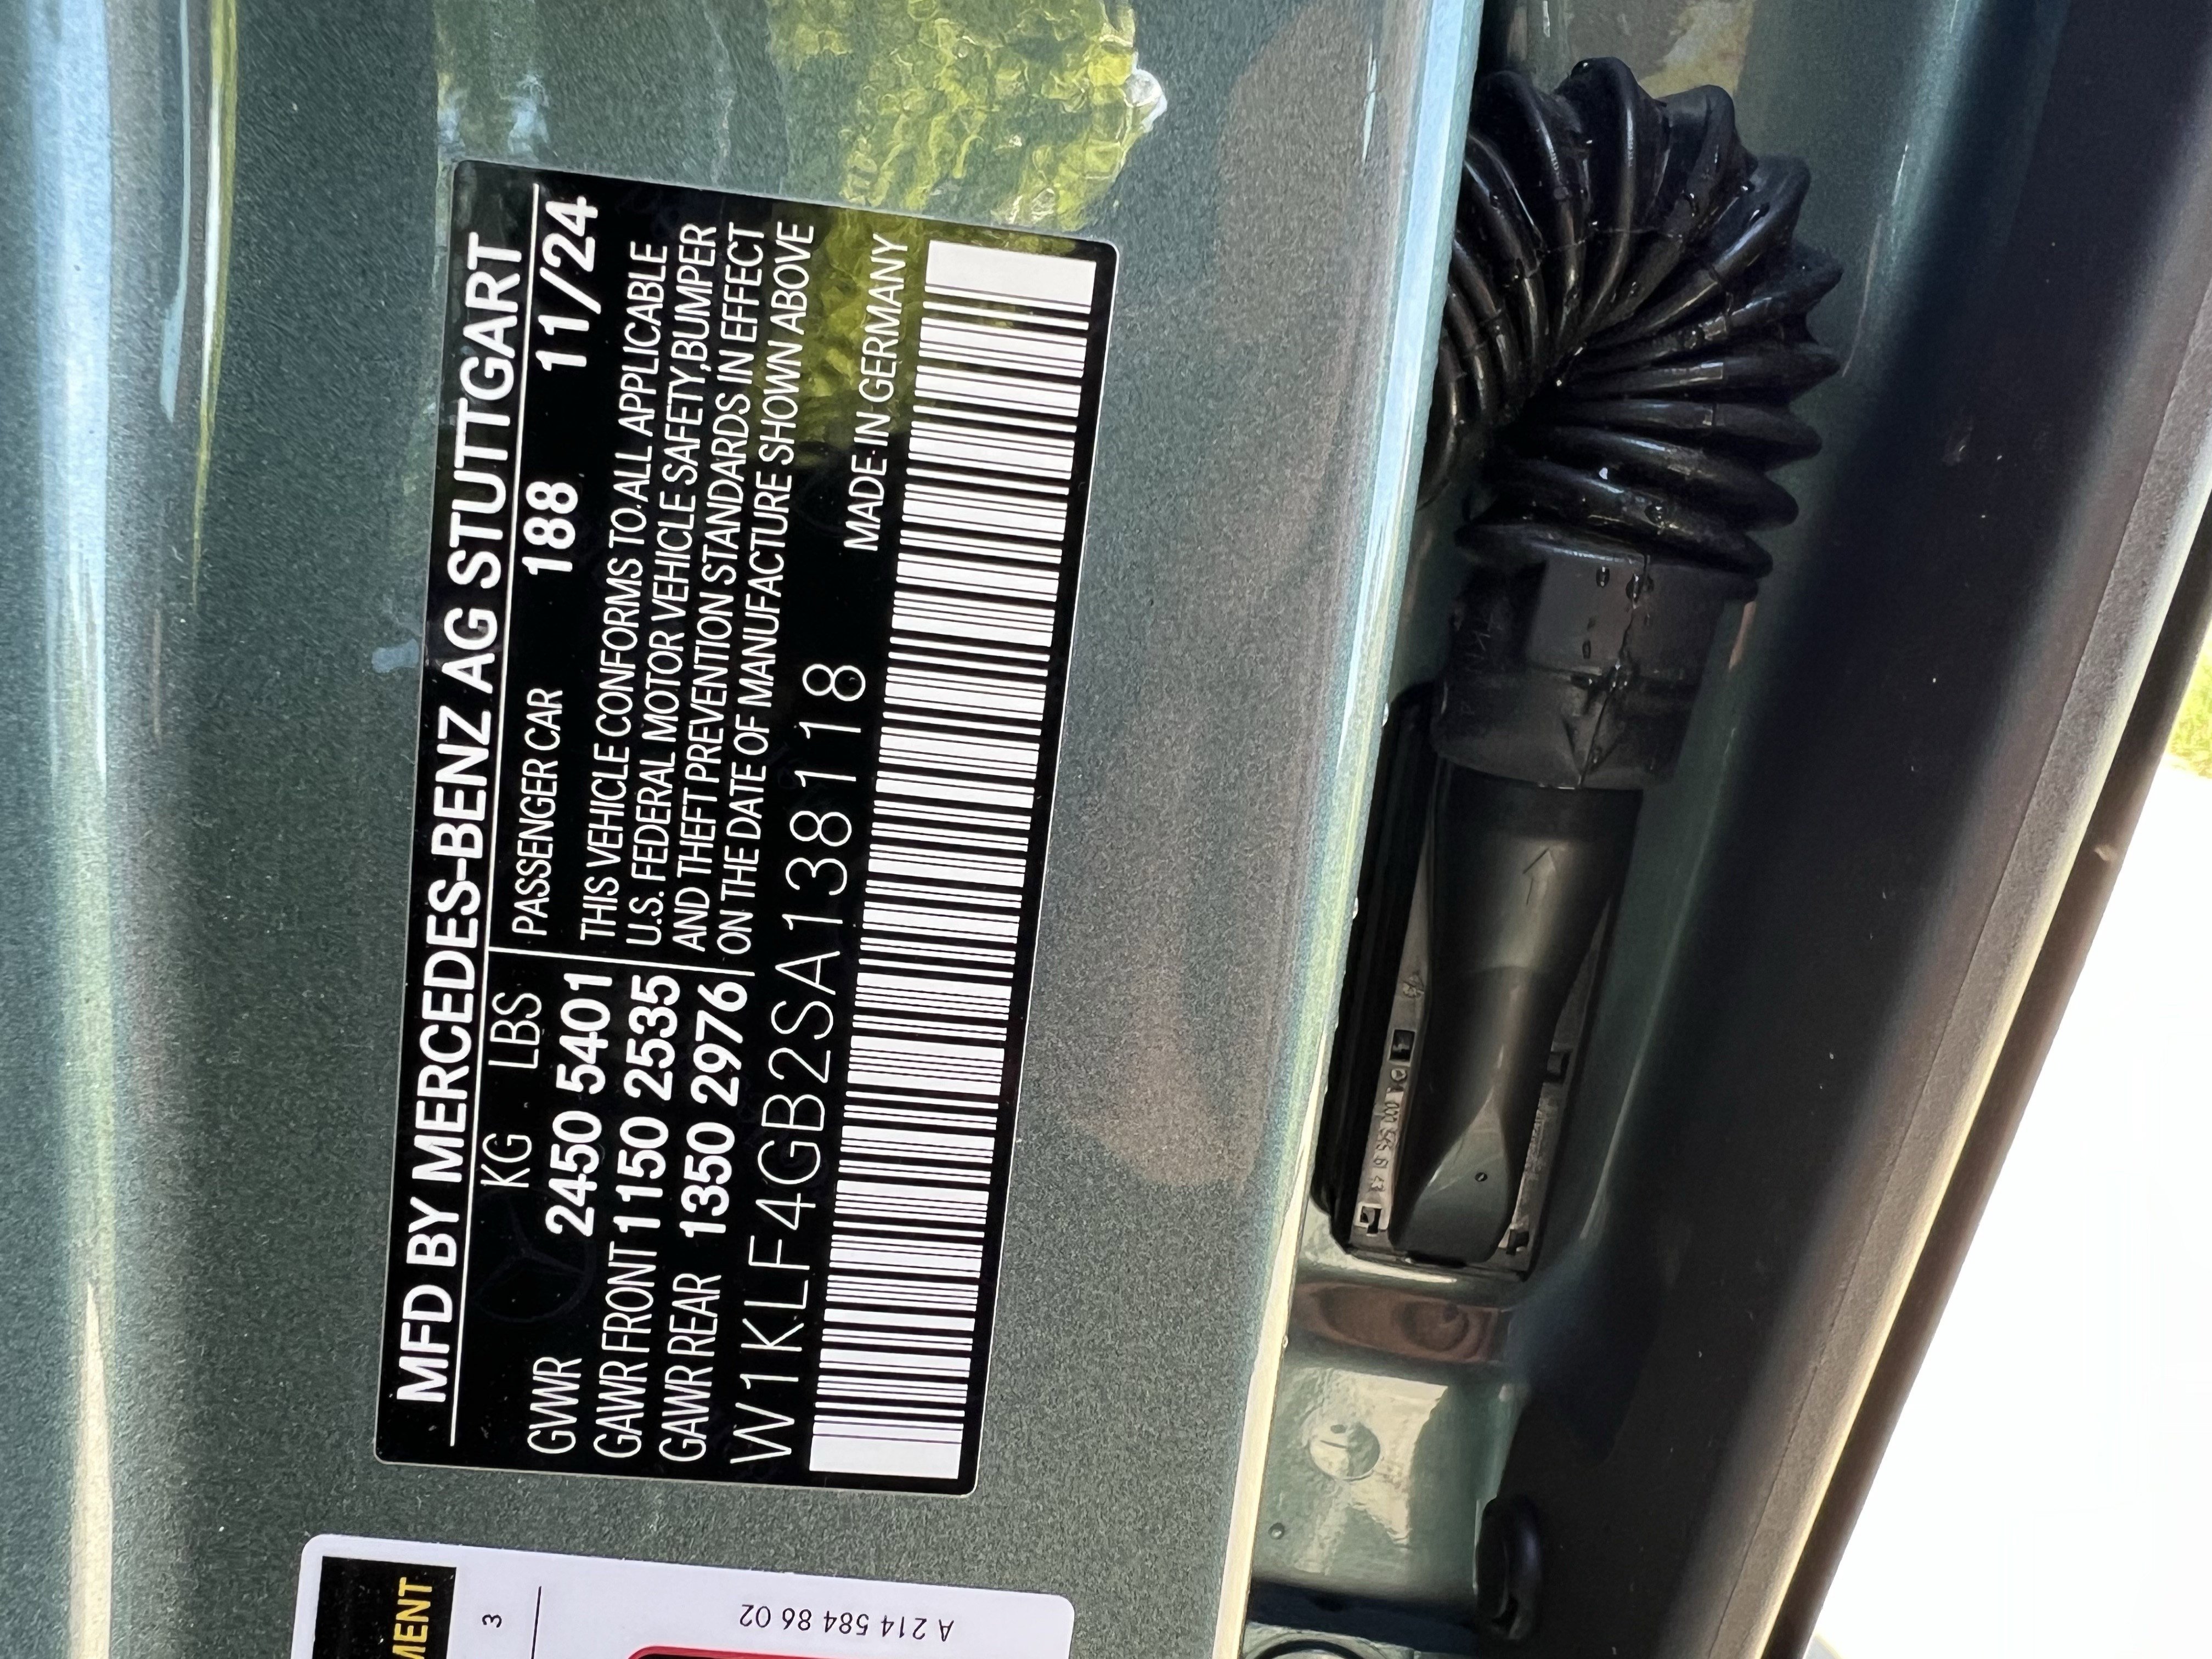 MFD BY MERCEDES-BENZ AG STUTTGART
KG LBS PASSENGER CAR 188 11/24
GVWR 2450 5401
GAWR FRONT 1150 2535
GAWR REAR 1350 2976
THIS VEHICLE CONFORMS TO ALL APPLICABLE
U.S. FEDERAL MOTOR VEHICLE SAFETY,BUMPER
AND THEFT PREVENTION STANDARDS IN EFFECT
ON THE DATE OF MANUFACTURE SHOWN ABOVE
W1KLF4GB2SA138118
MADE IN GERMANY
MENT
3
A 214 584 86 02